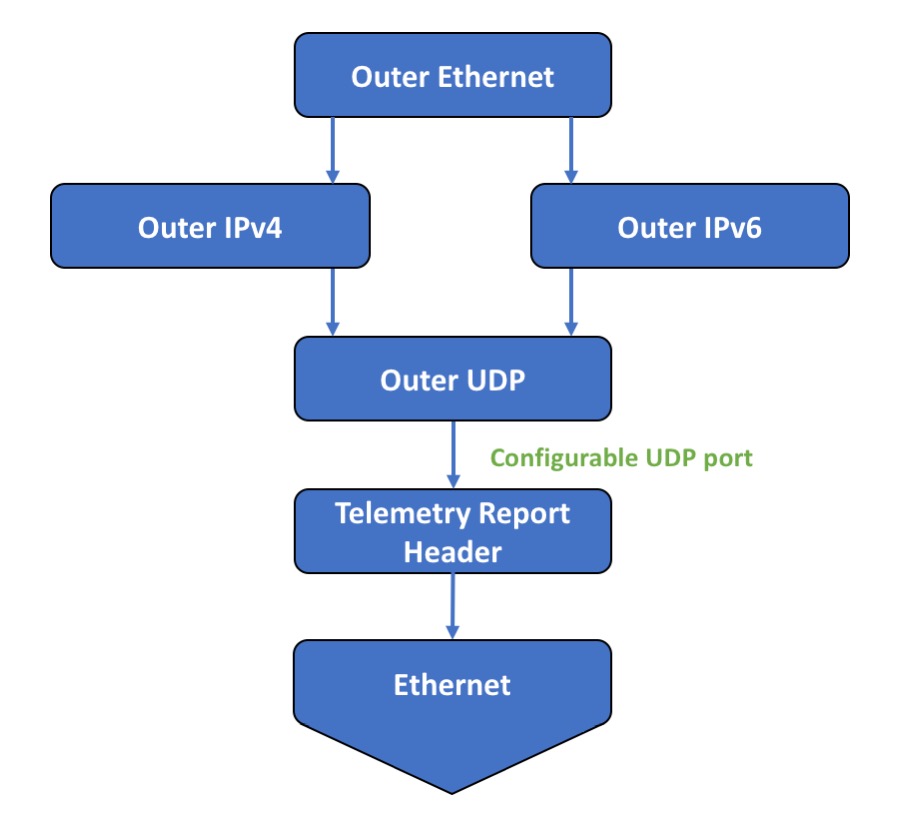 Outer Ethernet
Outer IPv4
Outer IPv6
Outer UDP
Configurable UDP port
Telemetry Report
Header
Ethernet